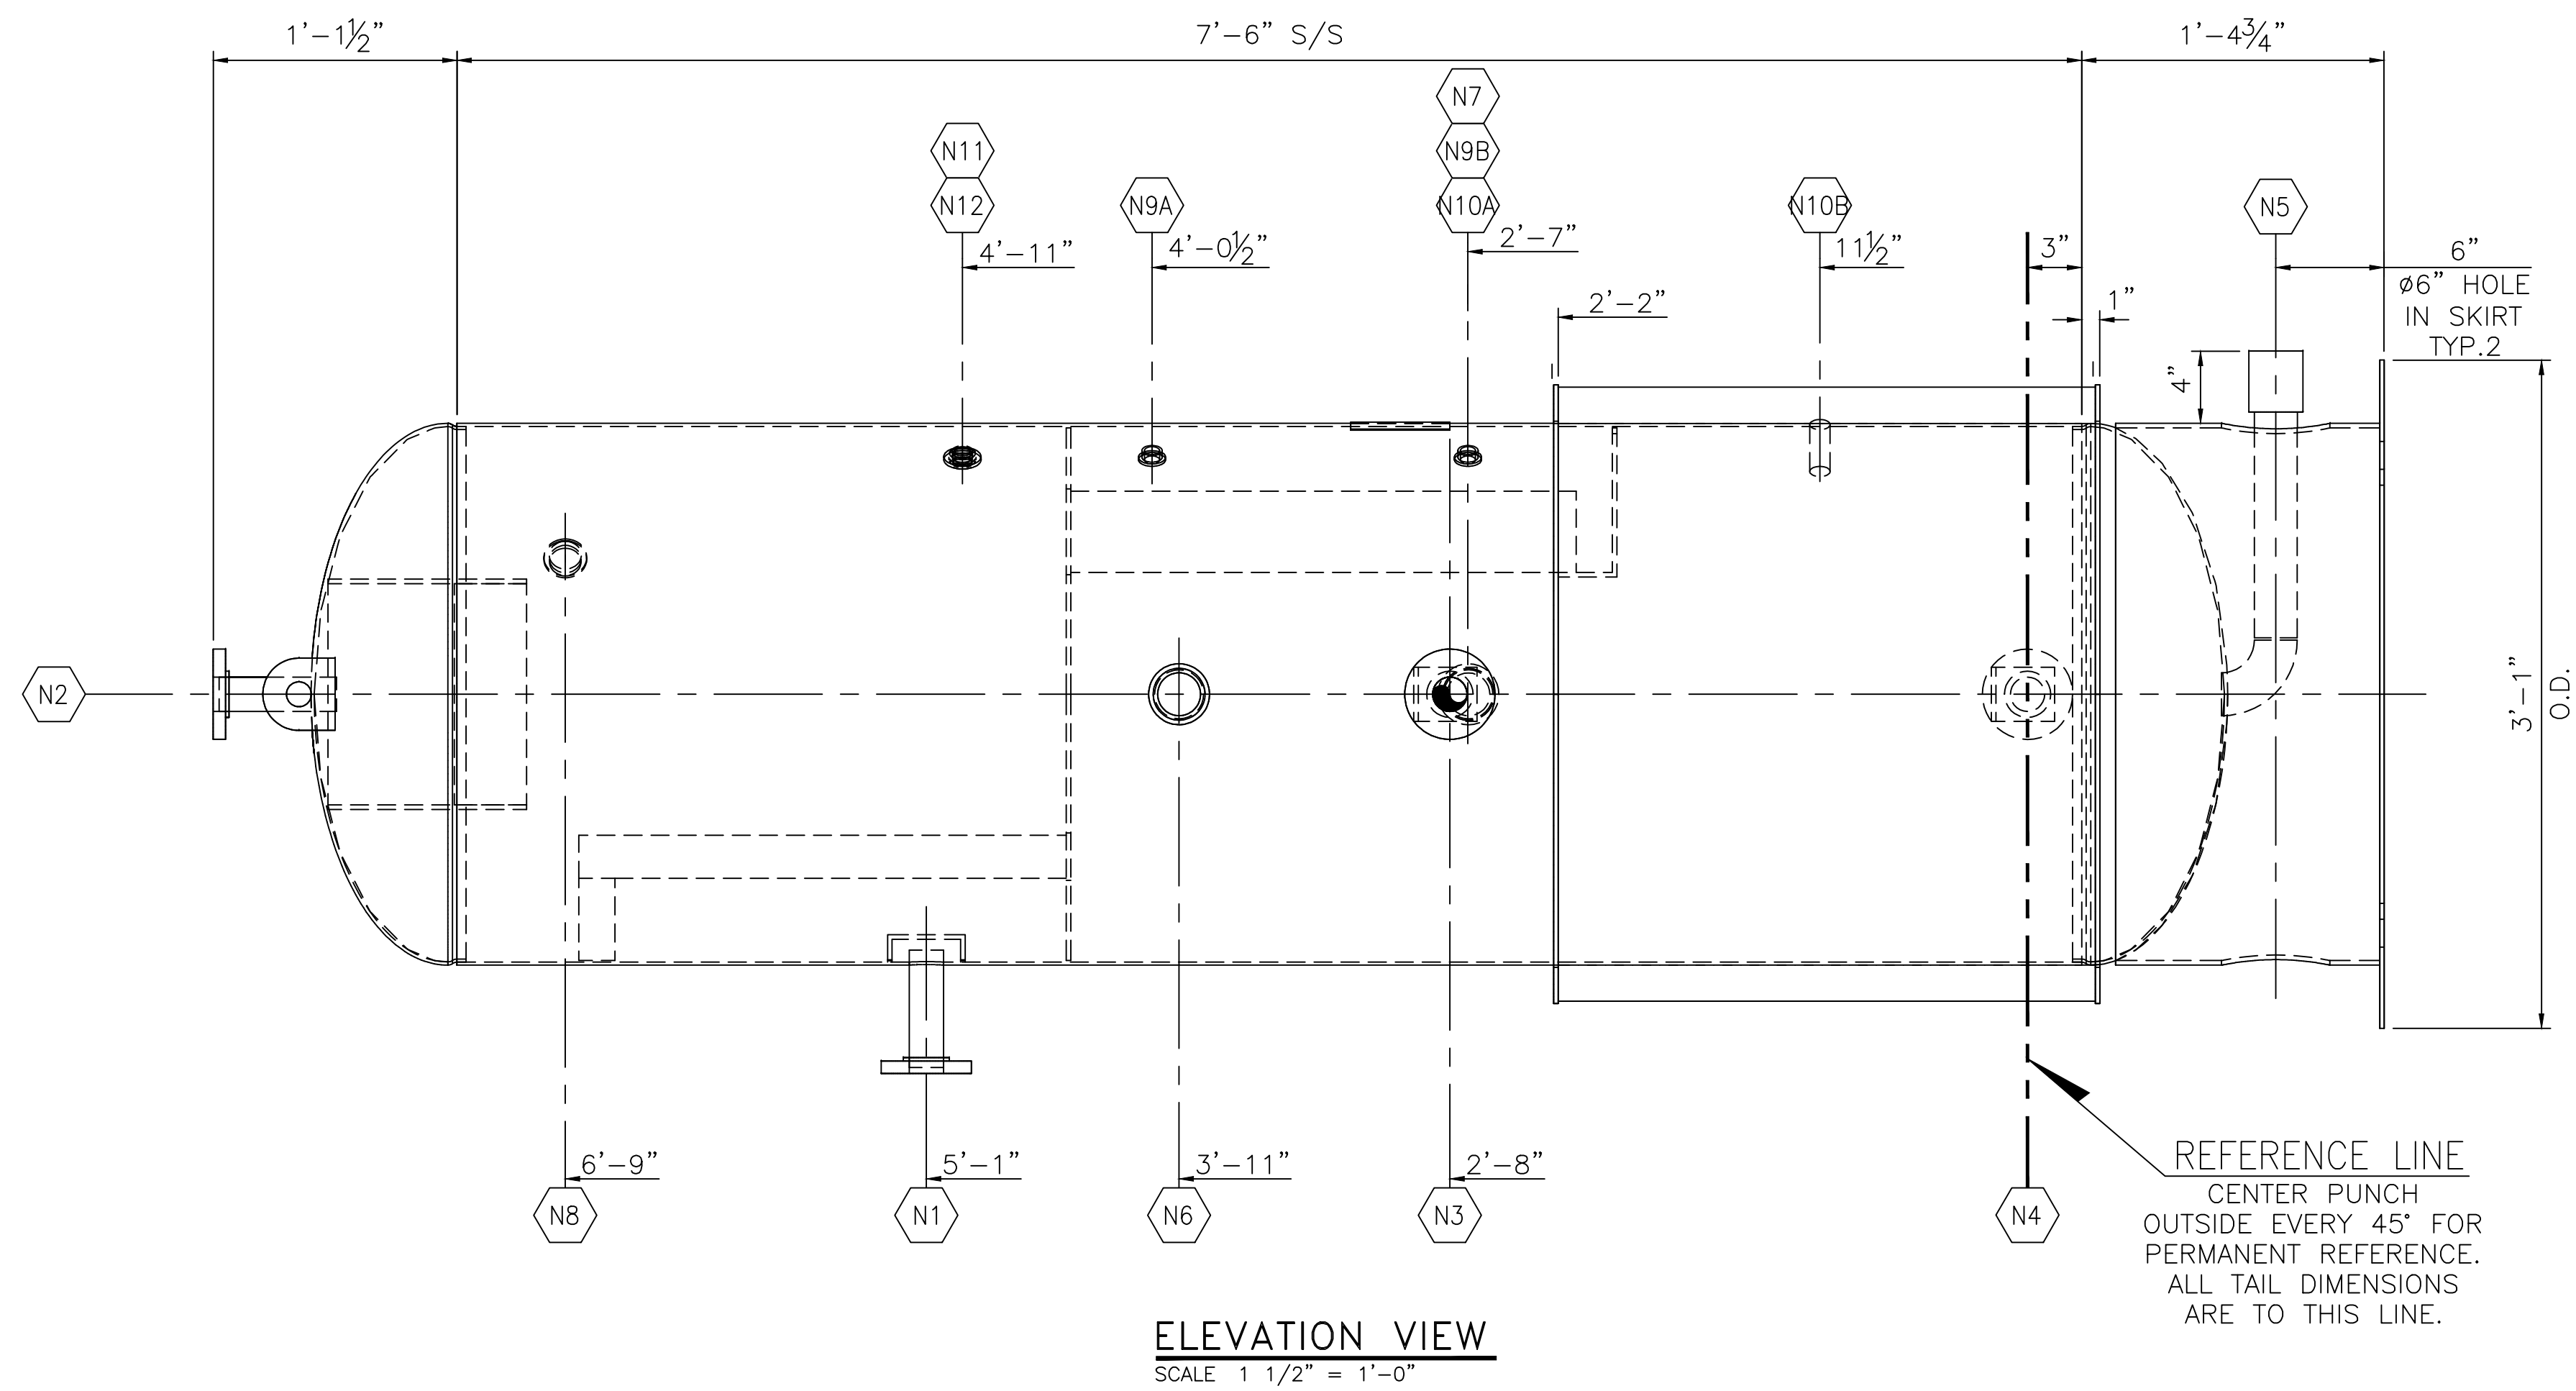 1'-1½"
7'-6" S/S
1'-4¾"
N7
N11
N9B
N12
N9A
N10A
N10B
N5
4'-11"
4'-0½"
2'-7"
11½"
3"
6"
ø6" HOLE
IN SKIRT
TYP.2
2'-2"
1"
4"
N2
3'-1"
O.D.
6'-9"
5'-1"
3'-11"
2'-8"
N8
N1
N6
N3
N4
REFERENCE LINE
CENTER PUNCH
OUTSIDE EVERY 45° FOR
PERMANENT REFERENCE.
ALL TAIL DIMENSIONS
ARE TO THIS LINE.
ELEVATION VIEW
SCALE 1 1/2" = 1'-0"